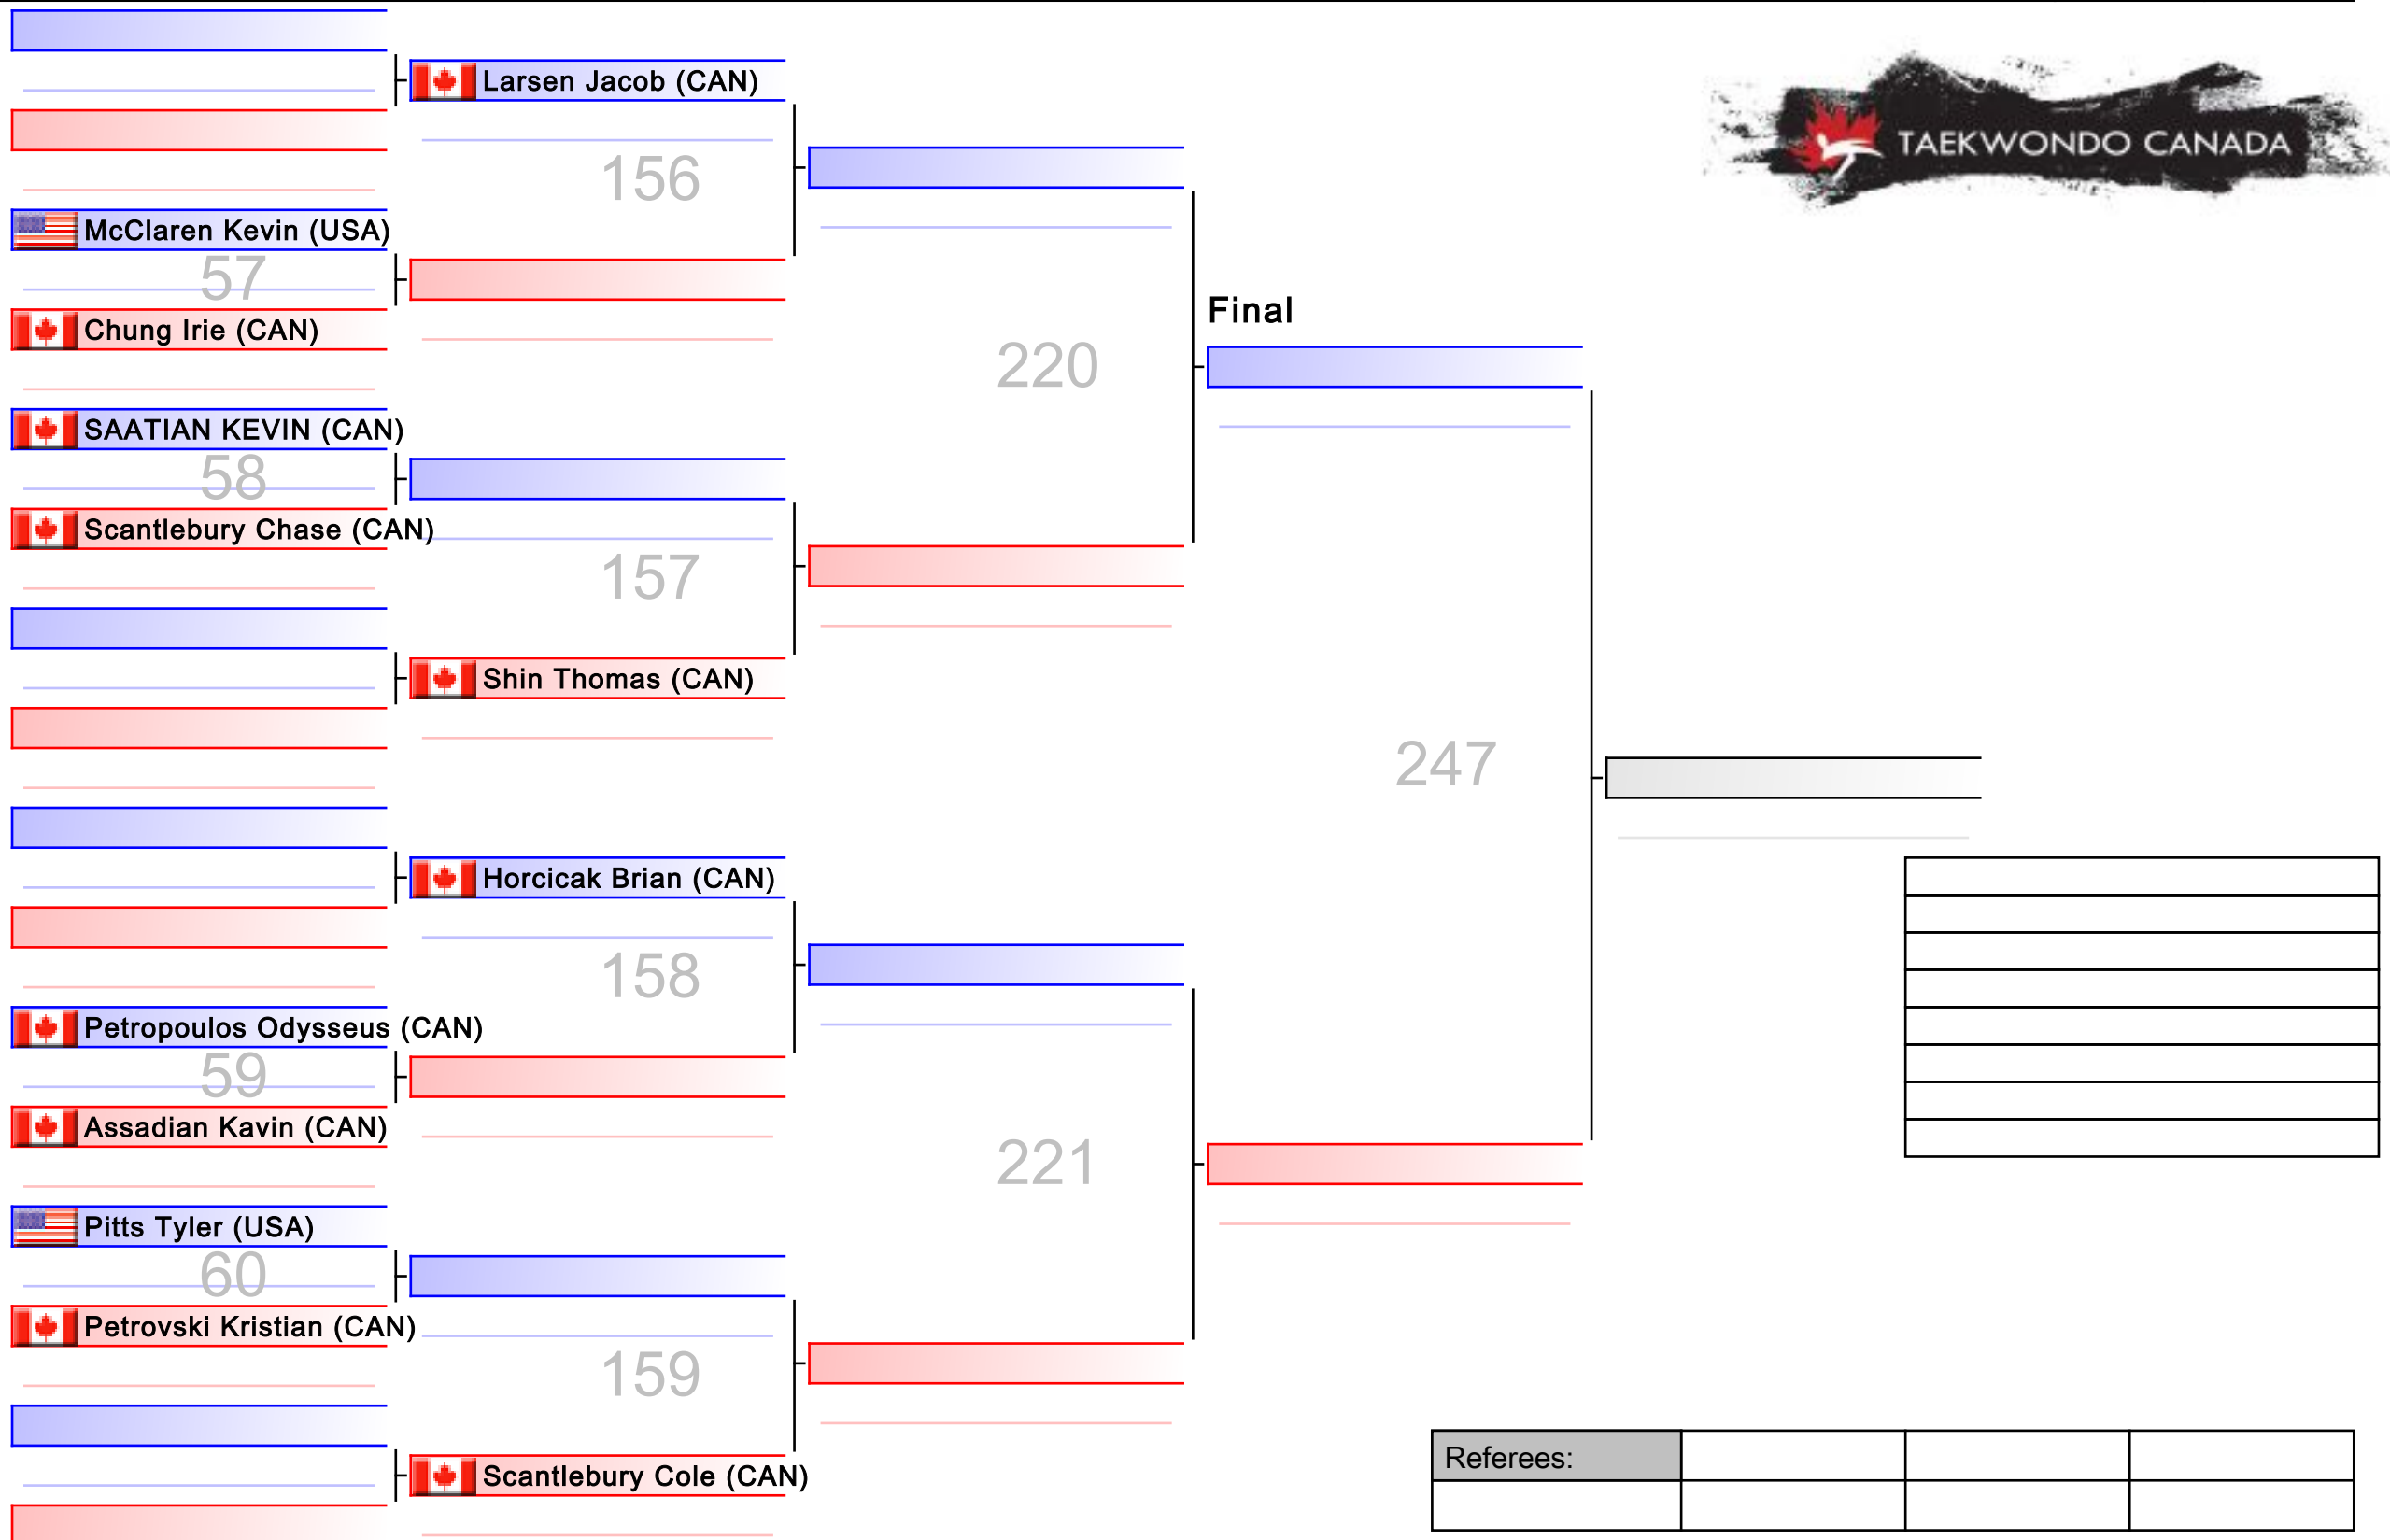 Larsen Jacob (CAN)
TAEKWONDO CANADA
156
McClaren Kevin (USA)
57
Final
Chung Irie (CAN)
220
SAATIAN KEVIN (CAN)
58
Scantlebury Chase (CAN)
157
Shin Thomas (CAN)
247
Horcicak Brian (CAN)
158
Petropoulos Odysseus (CAN)
59
Assadian Kavin (CAN)
221
Pitts Tyler (USA)
60
Petrovski Kristian (CAN)
159
Referees:
Scantlebury Cole (CAN)